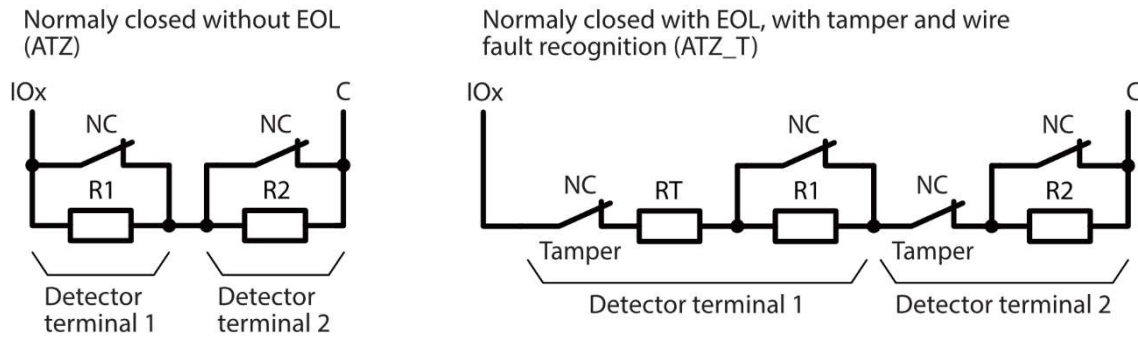 Normaly closed without EOL
(ATZ)
IOx
C
NC
NC
R1
R2
Detector
terminal 1
Detector
terminal 2
Normaly closed with EOL, with tamper and wire
fault recognition (ATZ_T)
IOx
C
NC
NC
NC
RT
R1
NC
R2
Tamper
Tamper
Detector terminal 1
Detector terminal 2